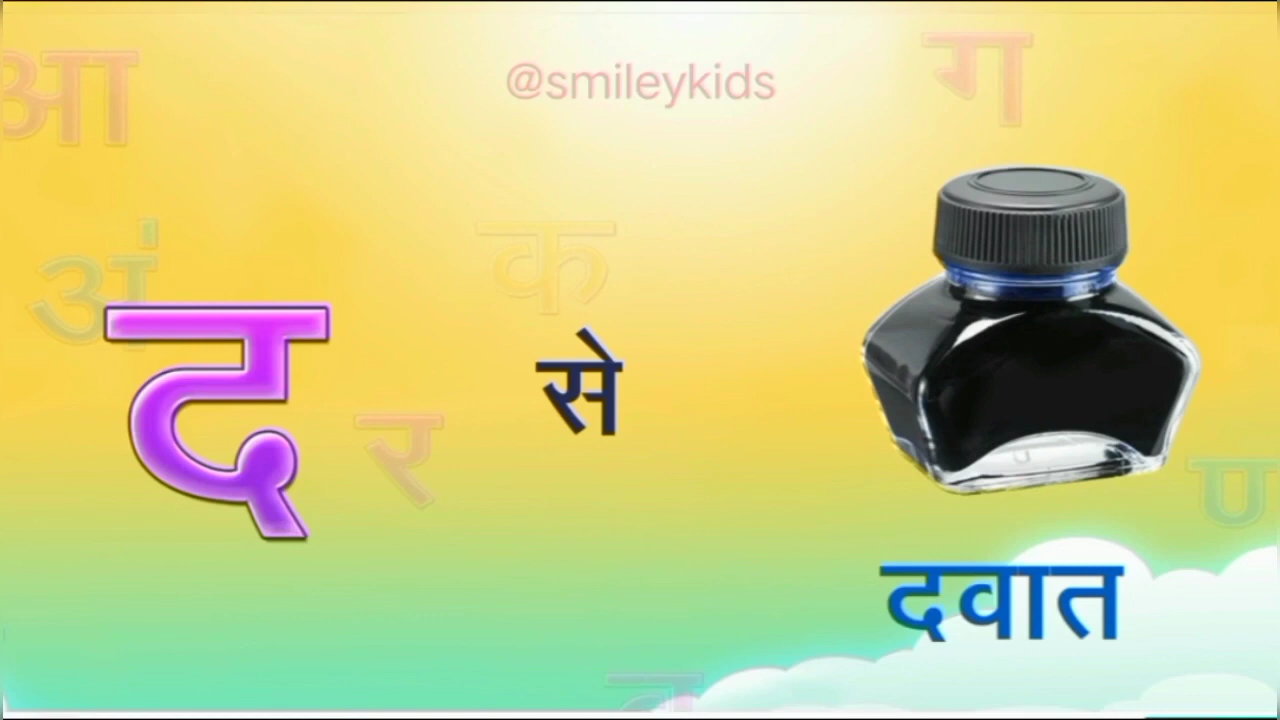 @smileykids
आ
ग
अं
क
द
से
र
ण
दवात